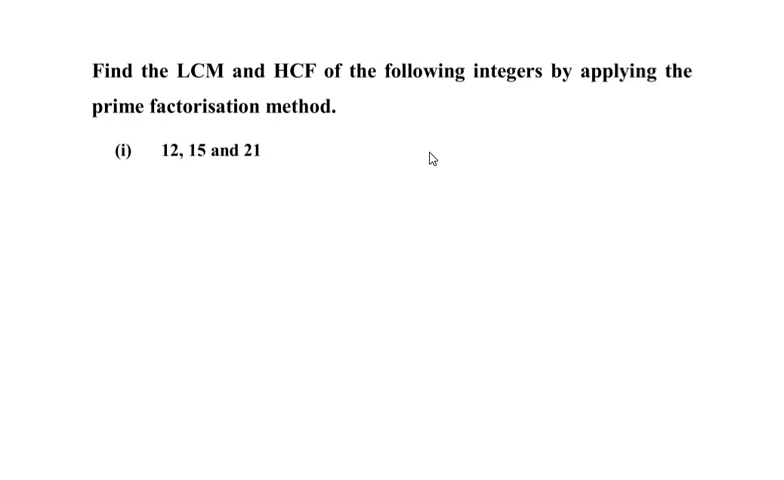 Find the LCM and HCF of the following integers by applying the
prime factorisation method.
(i) 12, 15 and 21